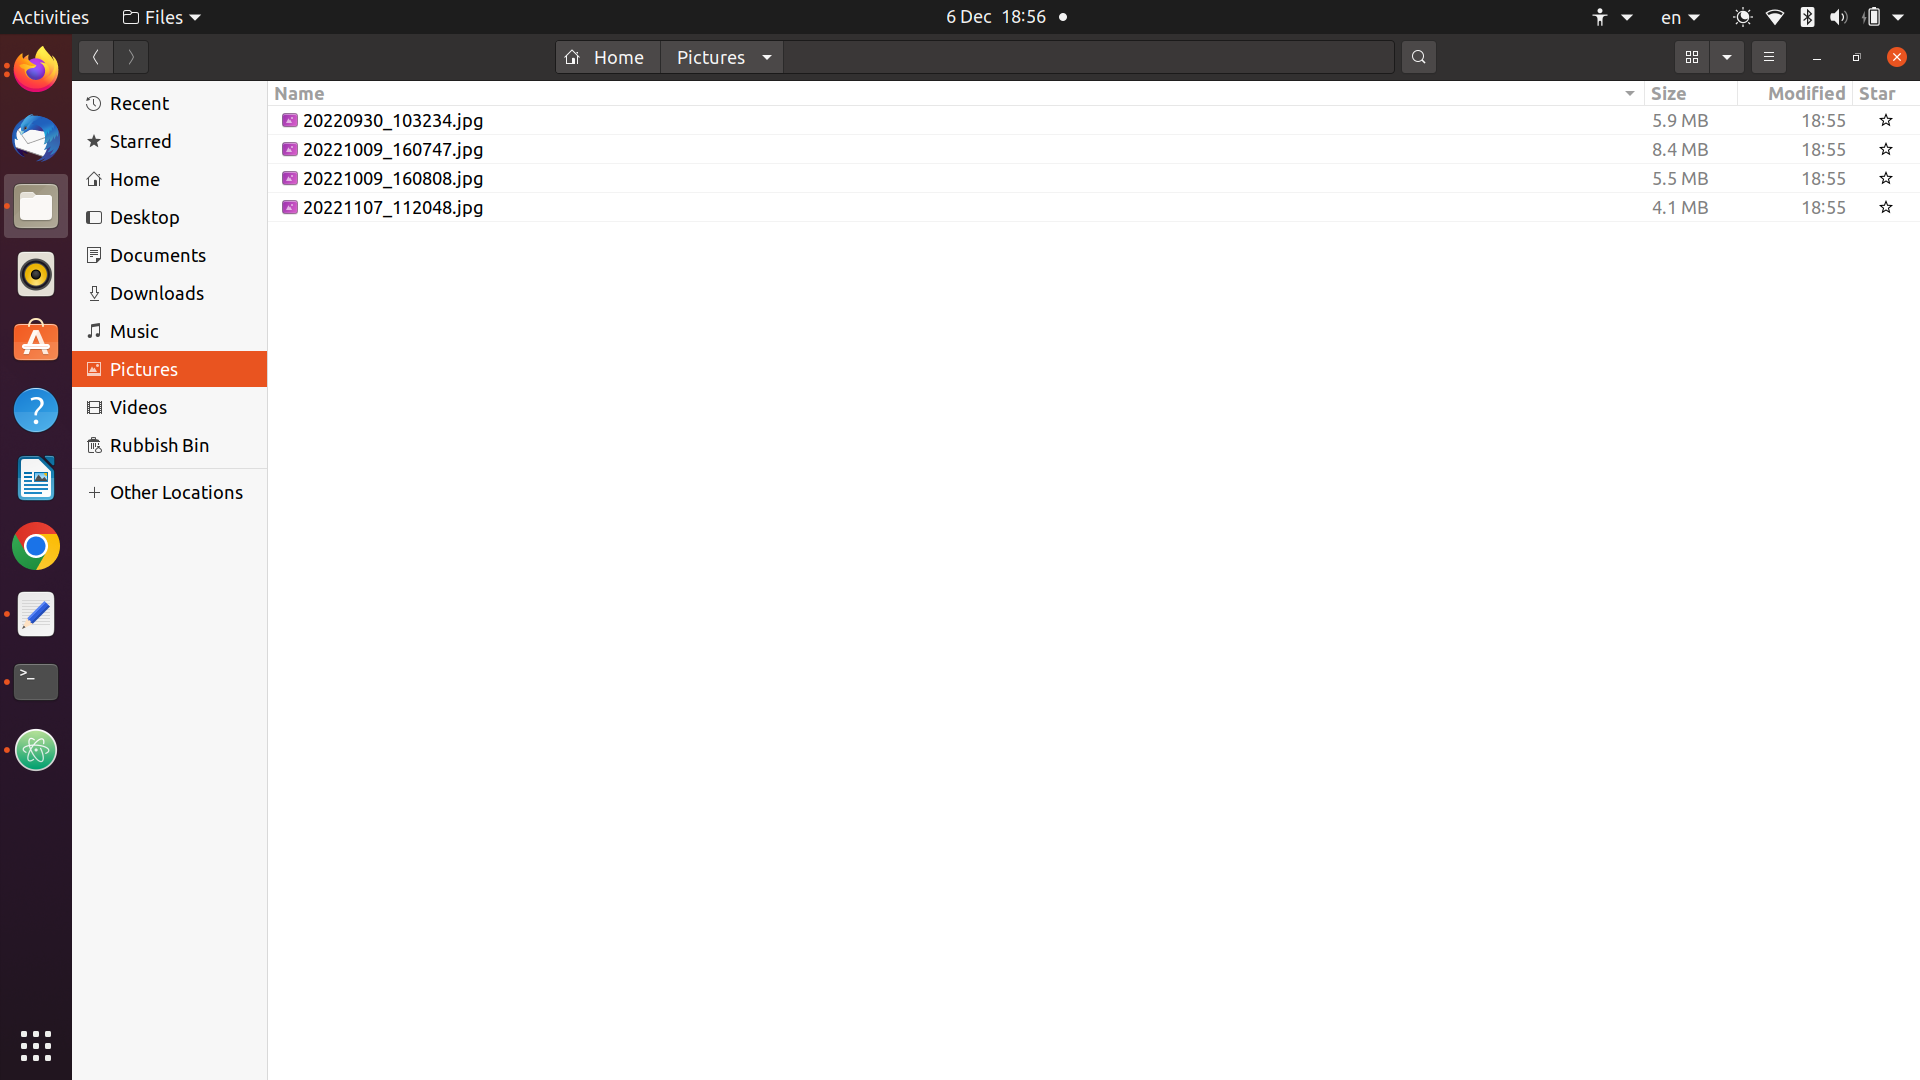 Activities Files 6 Dec 18:56 en
Home Pictures
Name Size Modified Star
Recent
Starred
Home
Desktop
Documents
Downloads
Music
Pictures
Videos
Rubbish Bin
Other Locations
20220930_103234.jpg 5.9 MB 18:55
20221009_160747.jpg 8.4 MB 18:55
20221009_160808.jpg 5.5 MB 18:55
20221107_112048.jpg 4.1 MB 18:55